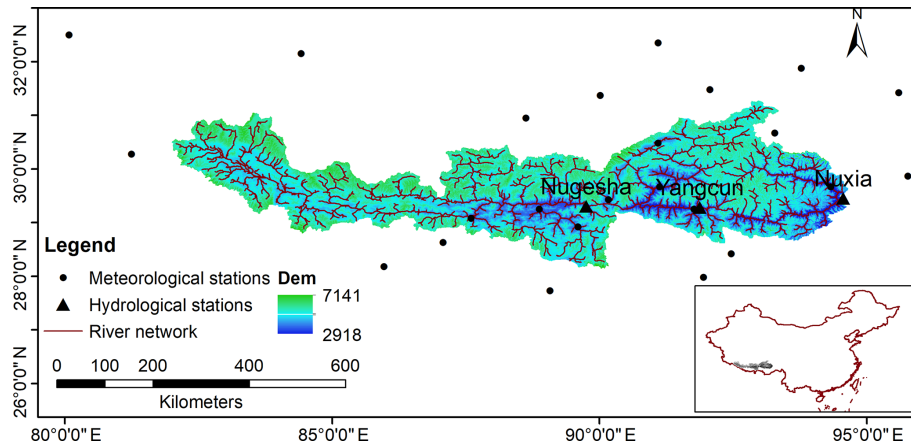 N
32°0'0" N
30°0'0" N
28°0'0" N
26°0'0" N
Nugesha
Yangcun
Nuxia
Legend
Meteorological stations
Hydrological stations
River network
Dem
7141
2918
0 100 200 400 600
Kilometers
80°0'0"E
85°0'0"E
90°0'0"E
95°0'0"E